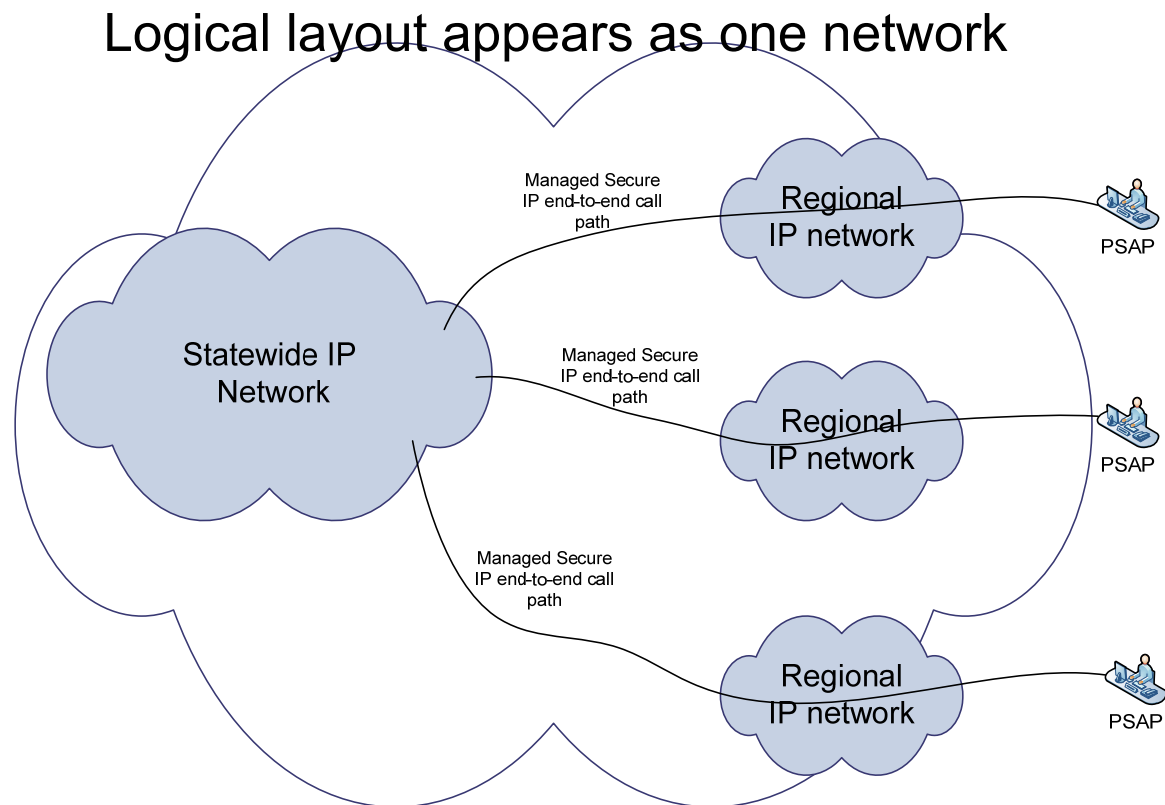 Logical layout appears as one network
Managed Secure
IP end-to-end call
path
Regional
IP network
PSAP
Statewide IP
Network
Managed Secure
IP end-to-end call
path
Regional
IP network
PSAP
Managed Secure
IP end-to-end call
path
Regional
IP network
PSAP